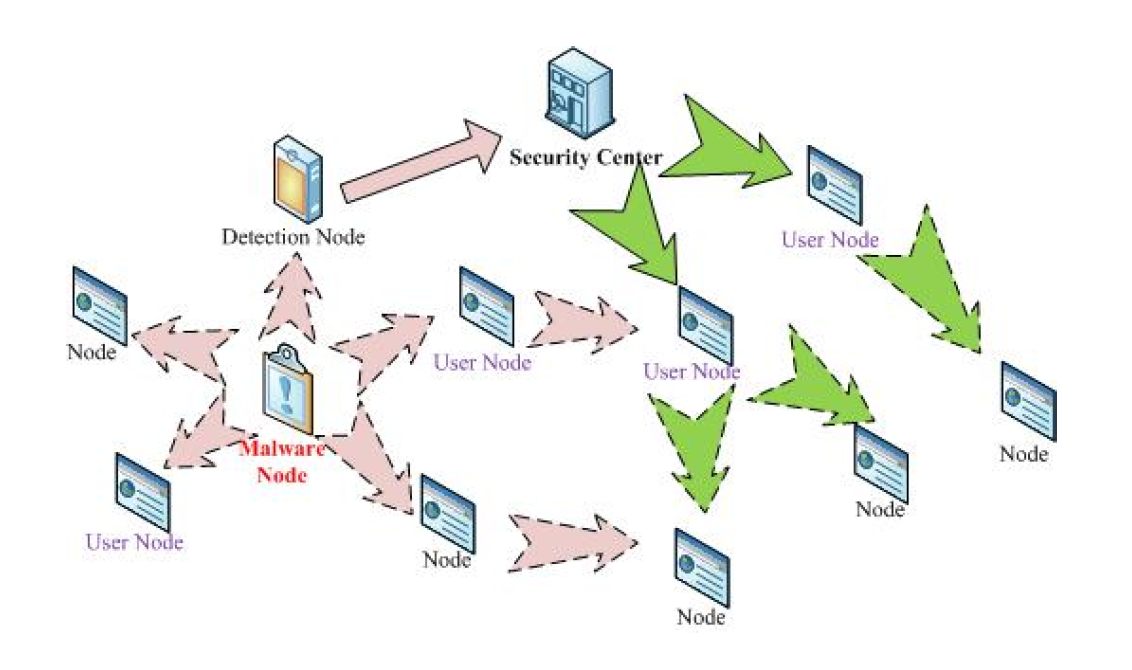 Security Center
Detection Node
User Node
Node
User Node
User Node
Malware
Node
Node
Node
User Node
Node
Node